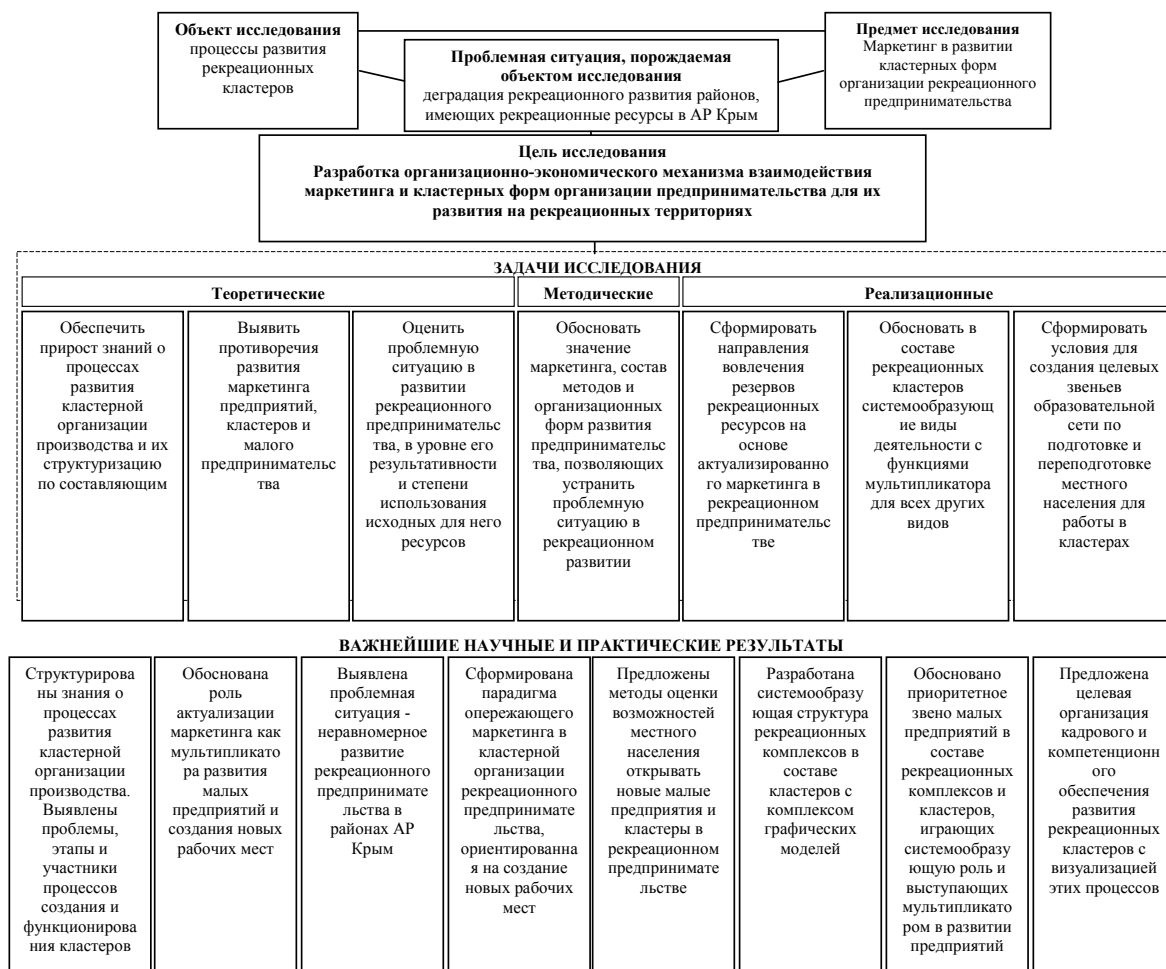 Объект исследования
процессы развития
рекреационных
кластеров
Проблемная ситуация, порождаемая
объектом исследования
деградация рекреационного развития районов,
имеющих рекреационные ресурсы в АР Крым
Предмет исследования
Маркетинг в развитии
кластерных форм
организации рекреационного
предпринимательства
Цель исследования
Разработка организационно-экономического механизма взаимодействия
маркетинга и кластерных форм организации предпринимательства для их
развития на рекреационных территориях
ЗАДАЧИ ИССЛЕДОВАНИЯ
Теоретические
Методические
Реализационные
Обеспечить
прирост знаний о
процессах
развития
кластерной
организации
производства и их
структуризацию
по составляющим
Выявить
противоречия
развития
маркетинга
предприятий,
кластеров и
малого
предпринимательс
тва
Оценить
проблемную
ситуацию в
развитии
рекреационного
предпринимательс
тва, в уровне его
результативности
и степени
использования
исходных для него
ресурсов
Обосновать
значение
маркетинга, состав
методов и
организационных
форм развития
предпринимательс
тва, позволяющих
устранить
проблемную
ситуацию в
рекреационном
развитии
Сформировать
направления
вовлечения
резервов
рекреационных
ресурсов на
основе
актуализированно
го маркетинга в
рекреационном
предпринимательс
тве
Обосновать в
составе
рекреационных
кластеров
системообразующ
ие виды
деятельности с
функциями
мультипликатора
для всех других
видов
Сформировать
условия для
создания целевых
звеньев
образовательной
сети по
подготовке и
переподготовке
местного
населения для
работы в
кластерах
ВАЖНЕЙШИЕ НАУЧНЫЕ И ПРАКТИЧЕСКИЕ РЕЗУЛЬТАТЫ
Структурирова
ны знания о
процессах
развития
кластерной
организации
производства.
Выявлены
проблемы,
этапы и
участники
процессов
создания и
функционирова
ния кластеров
Обоснована
роль
актуализации
маркетинга как
мультипликато
ра развития
малых
предприятий и
создания новых
рабочих мест
Выявлена
проблемная
ситуация -
неравномерное
развитие
рекреационного
предпринимате
льства в
районах АР
Крым
Сформирована
парадигма
опережающего
маркетинга в
кластерной
организации
рекреационного
предпринимате
льства,
ориентированна
я на создание
новых рабочих
мест
Предложены
методы оценки
возможностей
местного
населения
открывать
новые малые
предприятия и
кластеры в
рекреационном
предпринимате
льстве
Разработана
системообразу
ющая структура
рекреационных
комплексов в
составе
кластеров с
комплексом
графических
моделей
Обосновано
приоритетное
звено малых
предприятий в
составе
рекреационных
комплексов и
кластеров,
играющих
системообразу
ющую роль и
выступающих
мультипликато
ром в развитии
предприятий
Предложена
целевая
организация
кадрового и
компетенционн
ого
обеспечения
развития
рекреационных
кластеров с
визуализацией
этих процессов